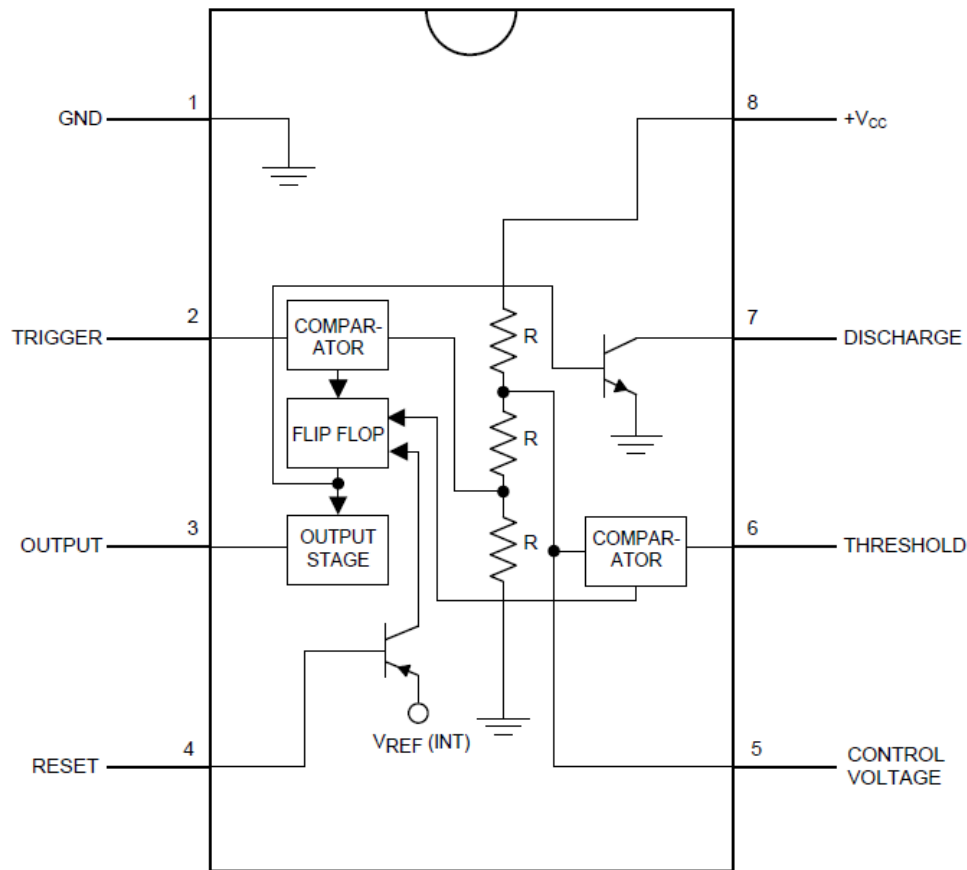 1
GND
8
+VCC
2
TRIGGER
COMPAR-
ATOR
R
7
DISCHARGE
FLIP FLOP
R
3
OUTPUT
OUTPUT
STAGE
R
COMPAR-
ATOR
6
THRESHOLD
4
RESET
VREF (INT)
5
CONTROL
VOLTAGE